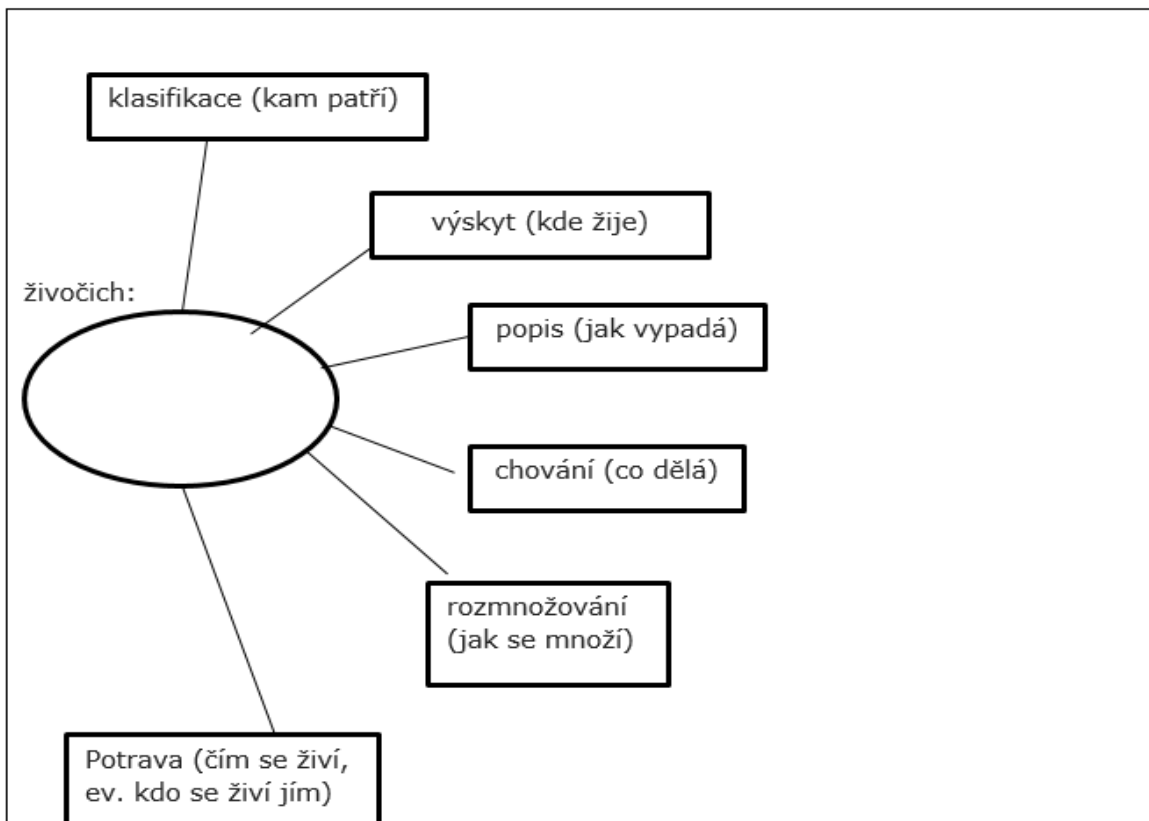 klasifikace (kam patří)
výskyt (kde žije)
živočich:
popis (jak vypadá)
chování (co dělá)
rozmnožování
(jak se množí)
Potrava (čím se živí,
ev. kdo se živí jím)